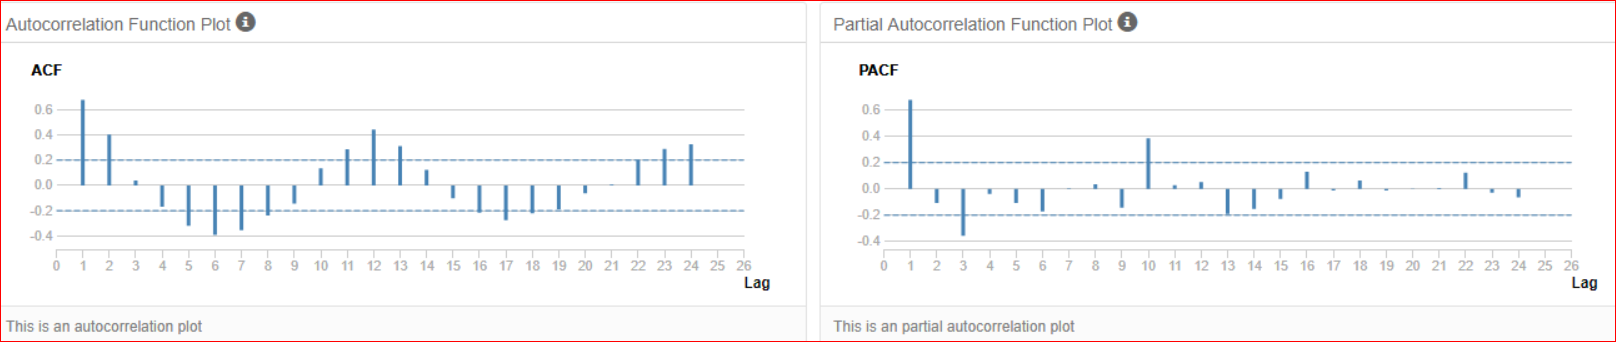 Autocorrelation Function Plot
ACF
0.6
0.4
0.2
0.0
-0.2
-0.4
0 1 2 3 4 5 6 7 8 9 10 11 12 13 14 15 16 17 18 19 20 21 22 23 24 25 26
Lag
This is an autocorrelation plot
Partial Autocorrelation Function Plot
PACF
0.6
0.4
0.2
0.0
-0.2
-0.4
0 1 2 3 4 5 6 7 8 9 10 11 12 13 14 15 16 17 18 19 20 21 22 23 24 25 26
Lag
This is an partial autocorrelation plot